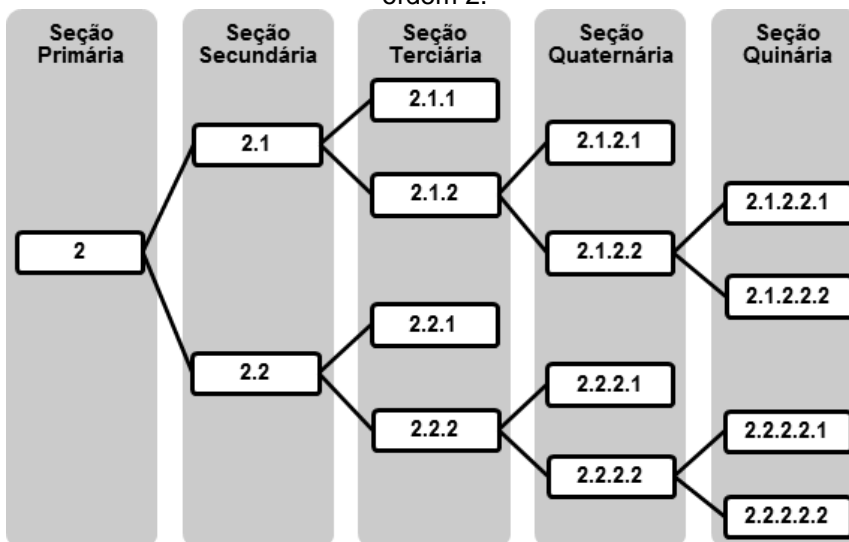 ordem 2.
Seção
Primária
Seção
Secundária
Seção
Terciária
Seção
Quaternária
Seção
Quinária
2
2.1
2.2
2.1.1
2.1.2
2.2.1
2.2.2
2.1.2.1
2.1.2.2
2.2.2.1
2.2.2.2
2.1.2.2.1
2.1.2.2.2
2.2.2.2.1
2.2.2.2.2